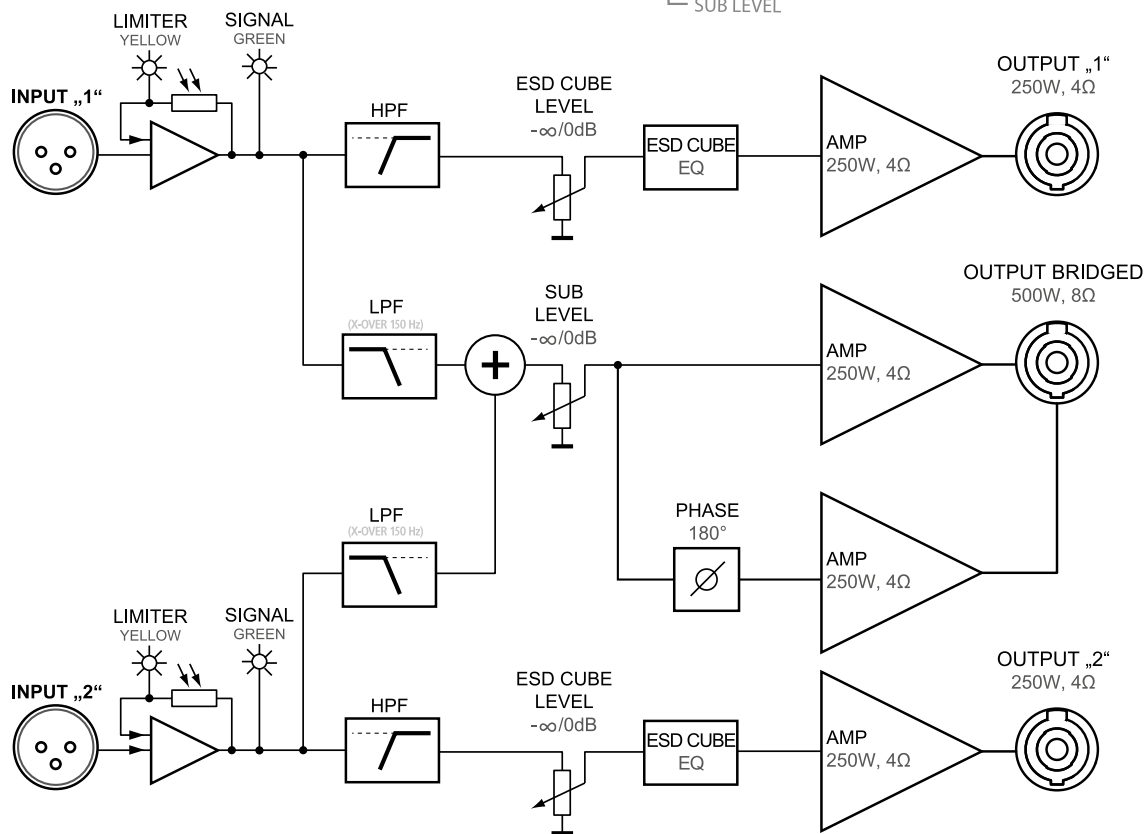 SUB LEVEL
LIMITER
YELLOW
SIGNAL
GREEN
INPUT „1“
HPF
ESD CUBE
LEVEL
-∞/0dB
ESD CUBE
EQ
AMP
250W, 4Ω
OUTPUT „1“
250W, 4Ω
LPF
(X-OVER 150 Hz)
SUB
LEVEL
-∞/0dB
AMP
250W, 4Ω
OUTPUT BRIDGED
500W, 8Ω
LPF
(X-OVER 150 Hz)
PHASE
180°
AMP
250W, 4Ω
LIMITER
YELLOW
SIGNAL
GREEN
INPUT „2“
HPF
ESD CUBE
LEVEL
-∞/0dB
ESD CUBE
EQ
AMP
250W, 4Ω
OUTPUT „2“
250W, 4Ω